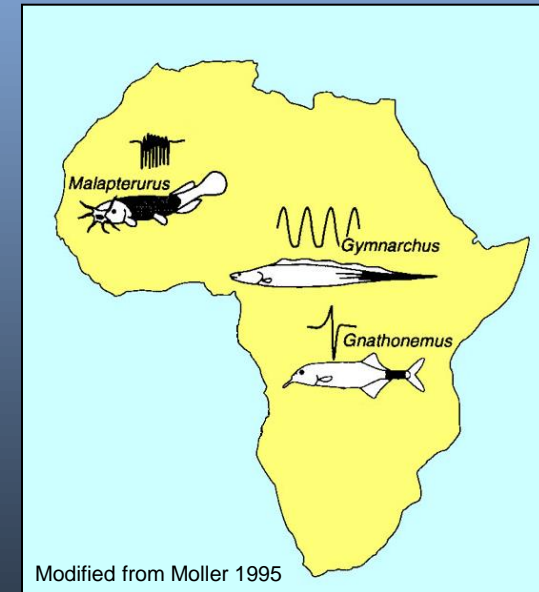 Malapterurus
Gymnarchus
Gnathonemus
Modified from Moller 1995